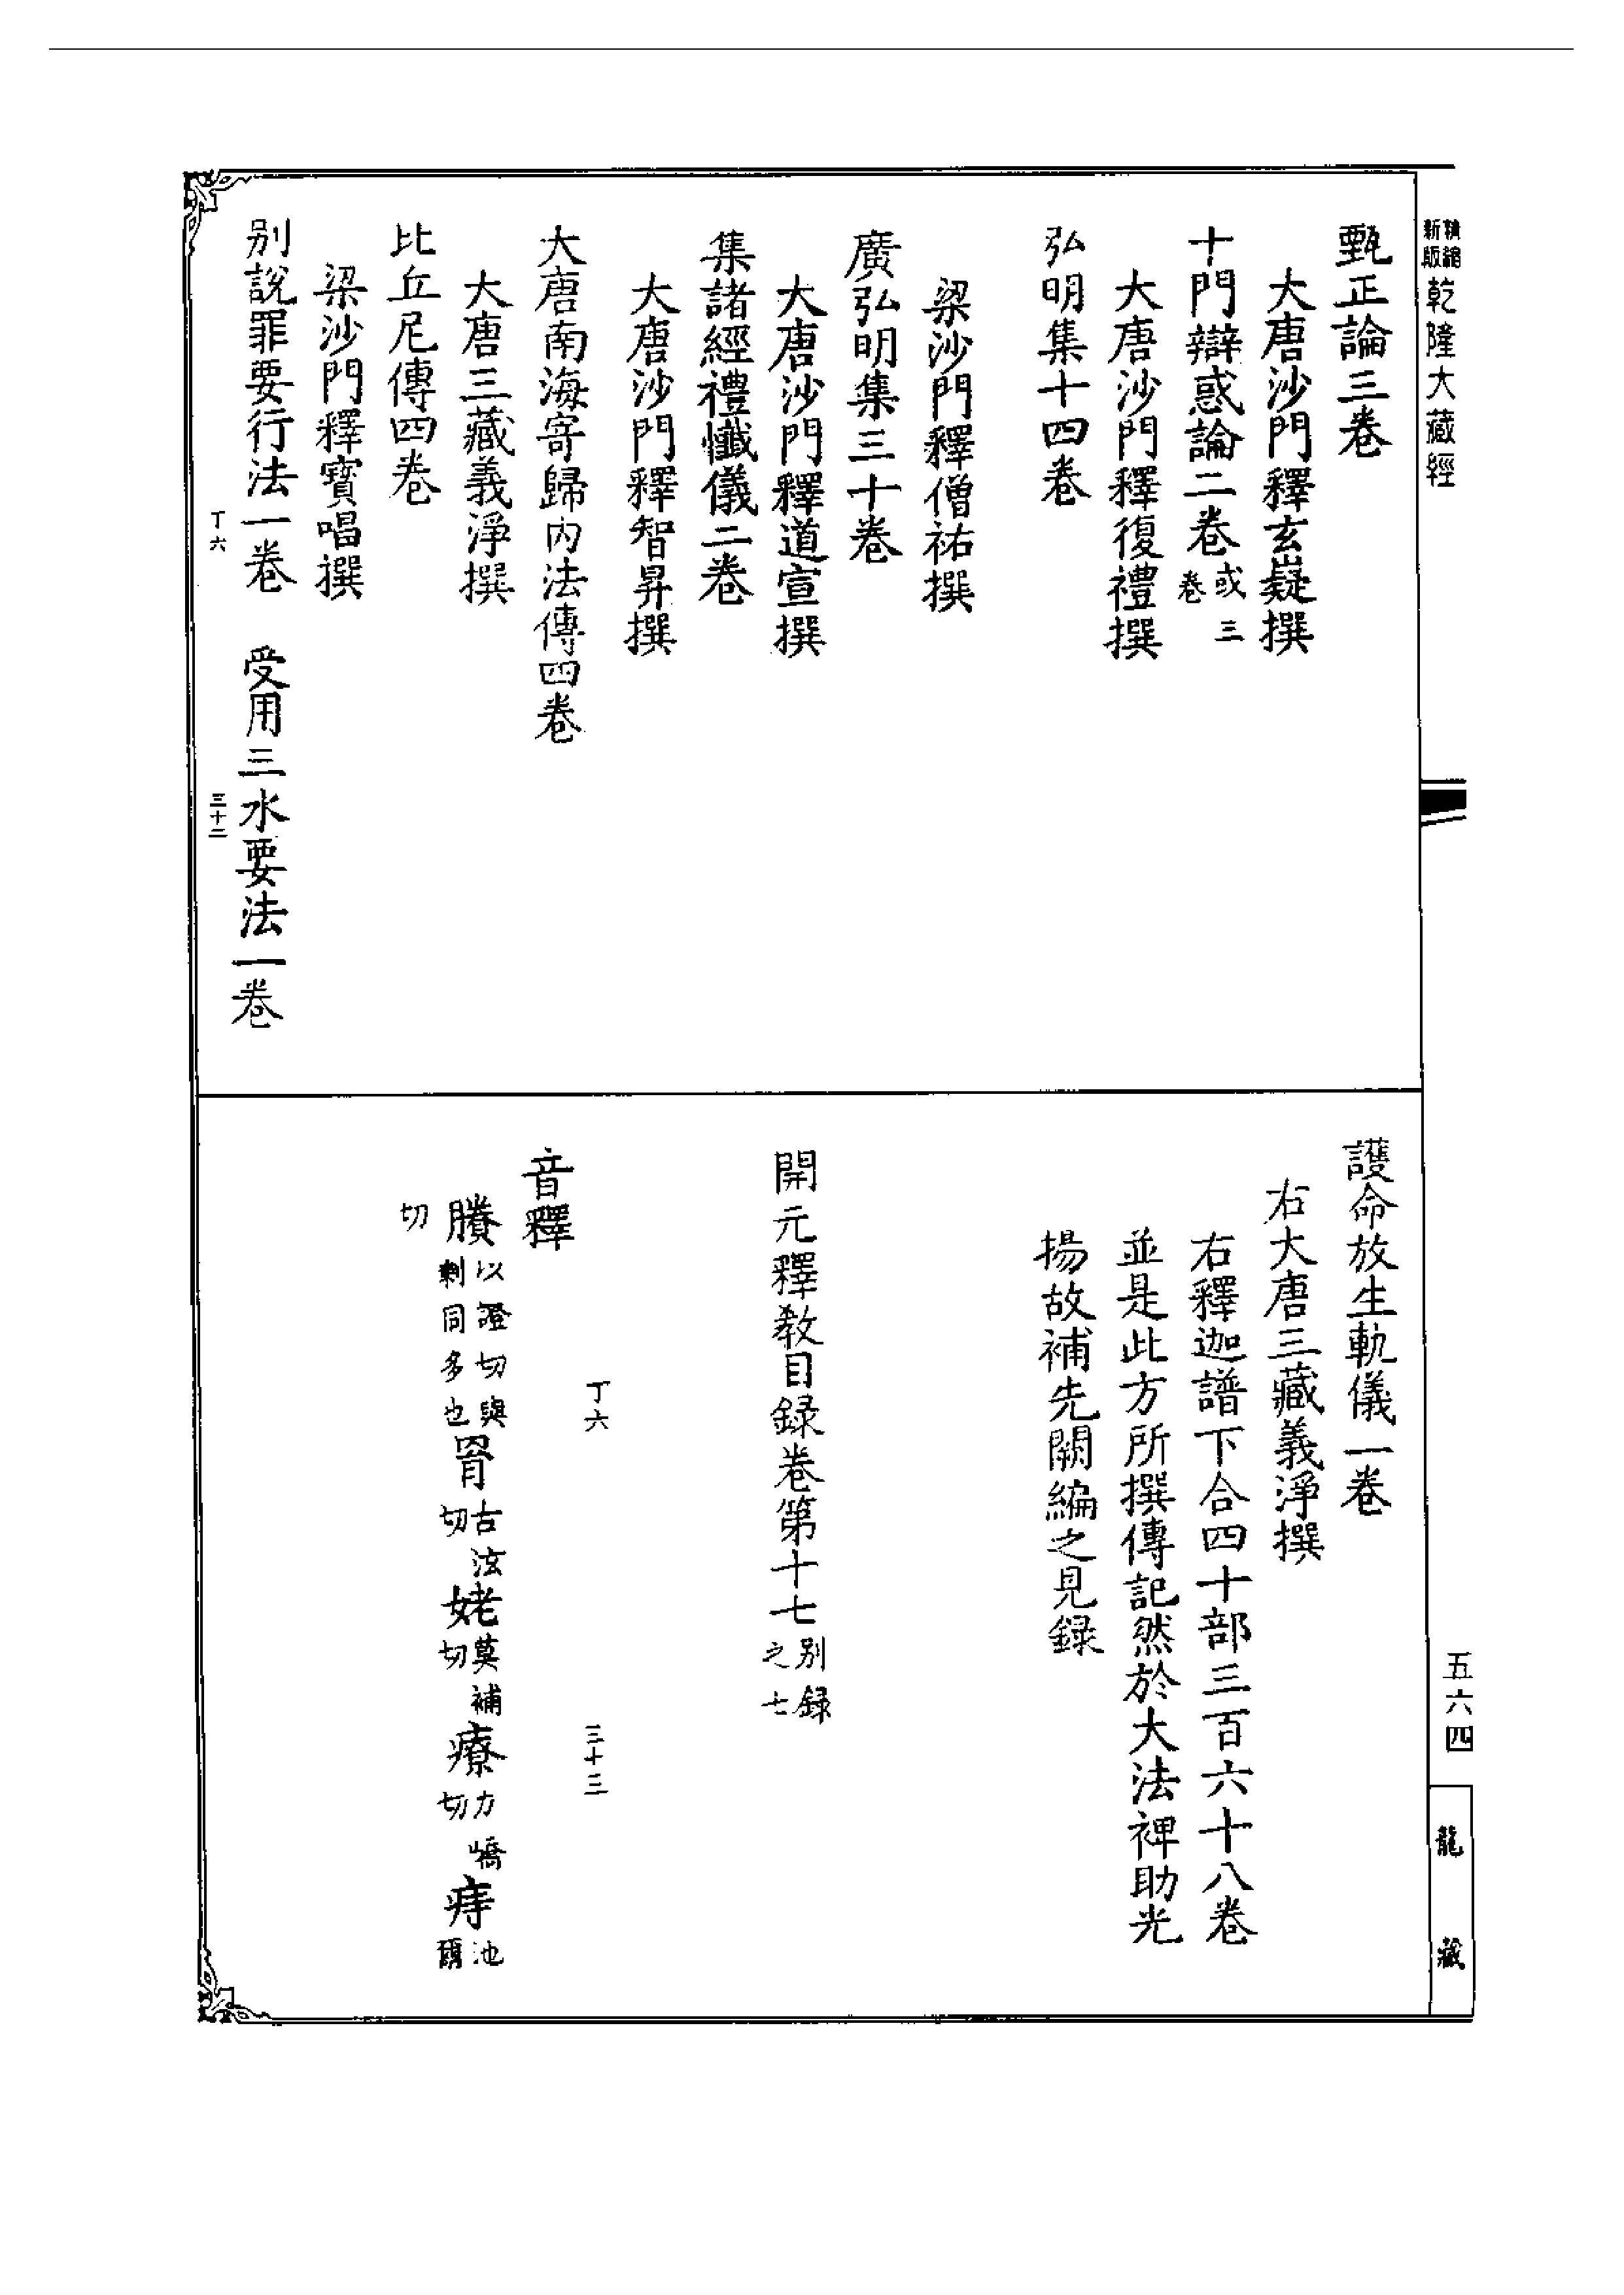 精縮新版乾隆大藏經
甄正論三卷
大唐沙門釋玄嶷撰
十門辯惑論二卷或三卷
大唐沙門釋復禮撰
弘明集十四卷
梁沙門釋僧祐撰
廣弘明集三十卷
大唐沙門釋道宣撰
集諸經禮懺儀二卷
大唐沙門釋智昇撰
大唐南海寄歸內法傳四卷
大唐三藏義淨撰
比丘尼傳四卷
梁沙門釋寶唱撰
別說罪要行法一卷 受用三水要法一卷
丁六 三十二
護命放生軌儀一卷
右大唐三藏義淨撰
右釋迦譜下合四十部三百六十八卷
並是此方所撰傳記然於大法裨助光
揚故補先闕編之見録
開元釋教目録卷第十七別録之七
丁六 三十三
音釋
賸以證切與剩同多也罥古泫切姥莫補切療力嶠切痔池爾
切
五六四
龍藏